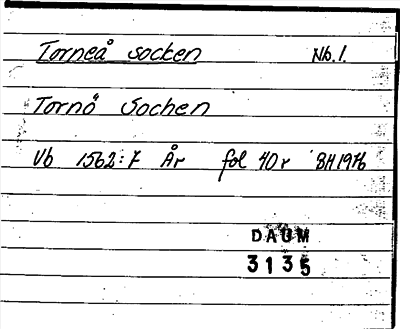 Torneå socken Nb. 1.
Tornö Sochen
Vb 1562:7 År fol 40 r BH 1976
DAUM
3135